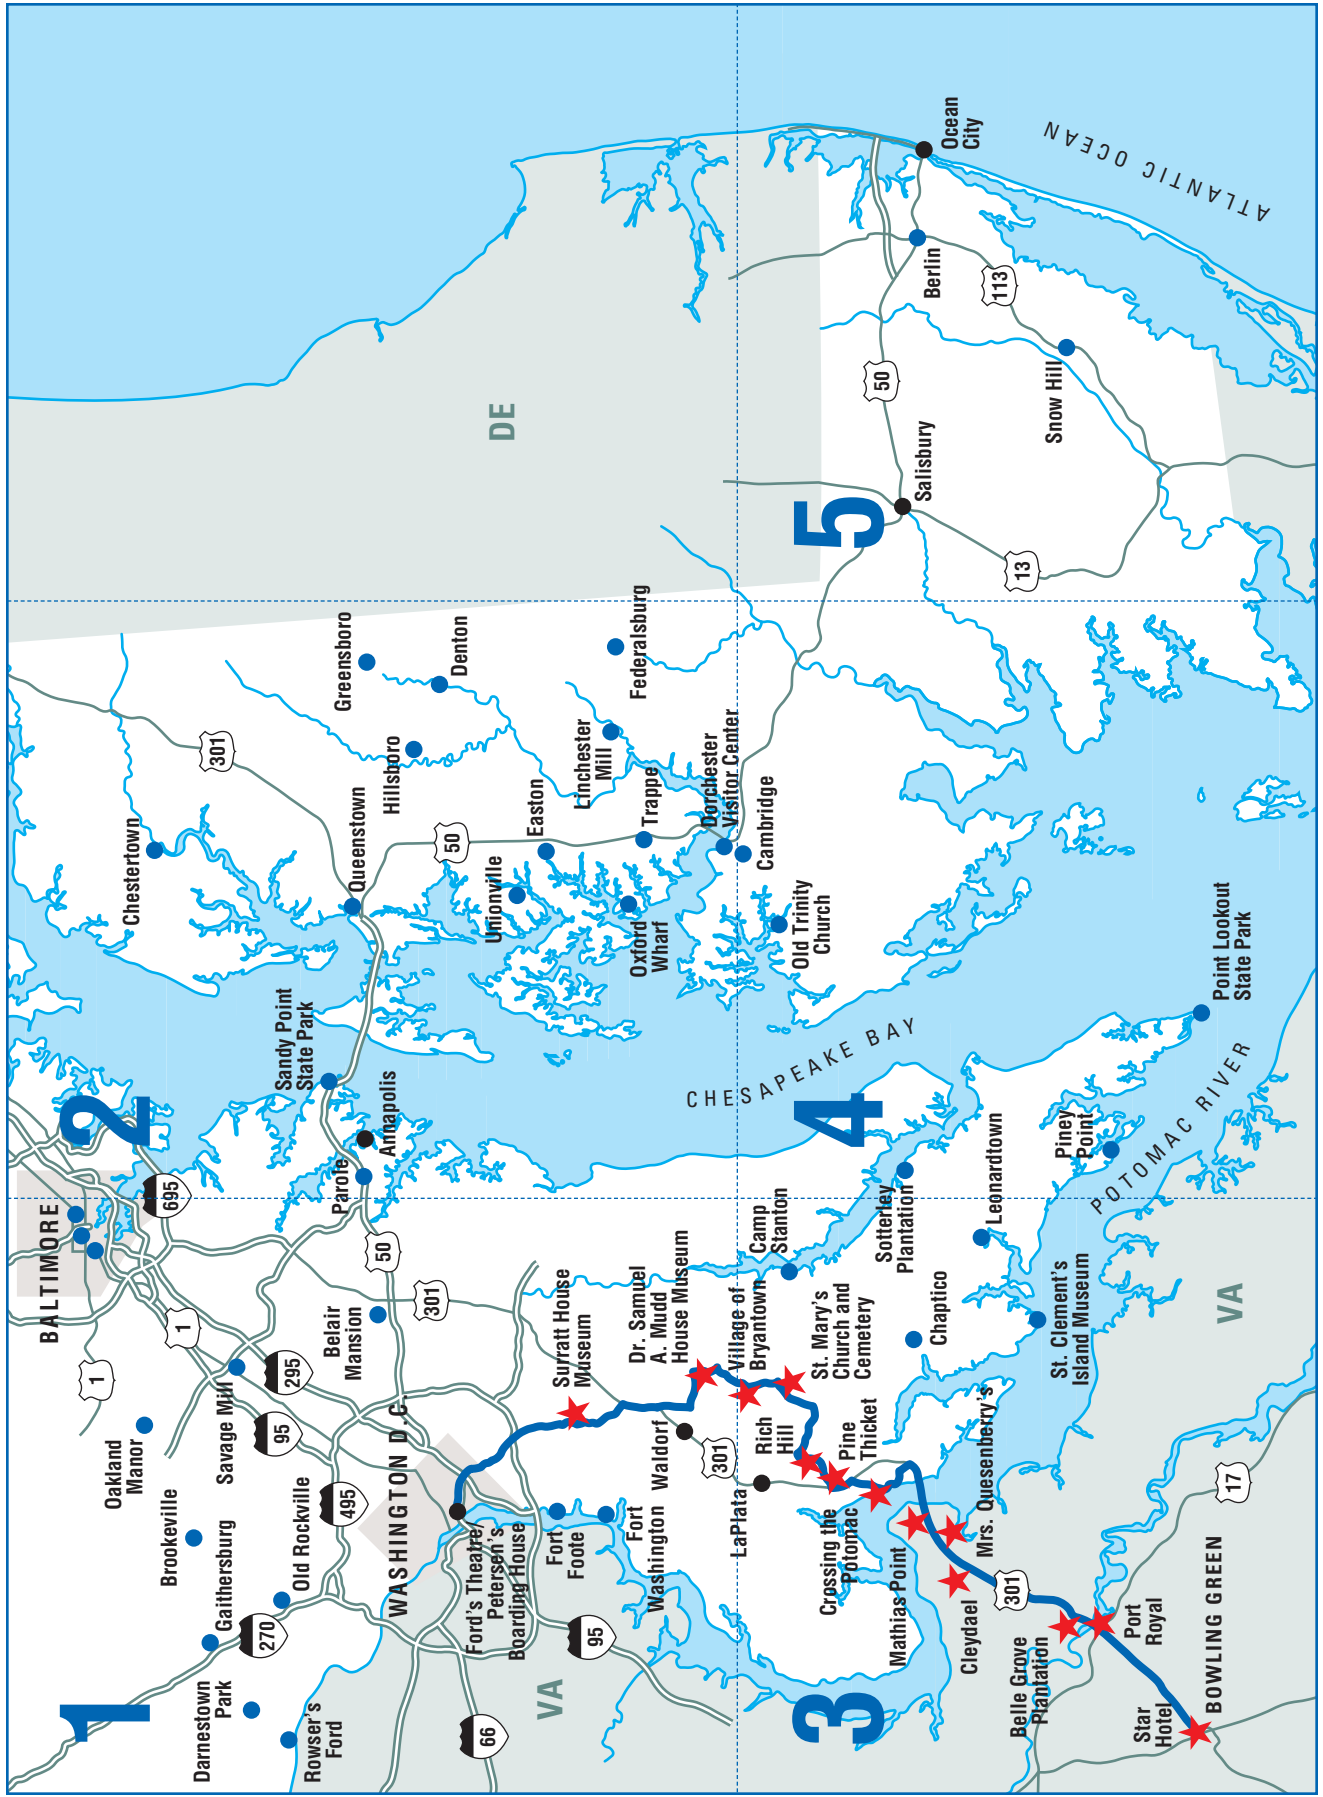 1
2
3
4
5
BALTIMORE
WASHINGTON D.C.
BOWLING GREEN
DE
VA
VA
ATLANTIC OCEAN
CHESAPEAKE BAY
POTOMAC RIVER
Darnestown
Park
Rowser's
Ford
Gaithersburg
Brookeville
Old Rockville
Oakland
Manor
Savage Mill
Belair
Mansion
Ford's Theatre/
Petersen's
Boarding House
Fort
Foote
Fort
Washington
Surratt House
Museum
Parole
Annapolis
Sandy Point
State Park
Chestertown
Queenstown
Hillsboro
Greensboro
Denton
Easton
Unionville
Linchester
Mill
Federalsburg
Trappe
Oxford
Wharf
Dorchester
Visitor Center
Cambridge
Old Trinity
Church
Waldorf
Dr. Samuel
A. Mudd
House Museum
Village of
Bryantown
Camp
Stanton
St. Mary's
Church and
Cemetery
Rich
Hill
Pine
Thicket
LaPlata
Crossing the
Potomac
Mathias Point
Mrs. Quesenberry's
Cleydael
Belle Grove
Plantation
Port
Royal
Star
Hotel
Chaptico
Sotterley
Plantation
Leonardtown
St. Clement's
Island Museum
Piney
Point
Point Lookout
State Park
Salisbury
Snow Hill
Berlin
Ocean
City
270
66
95
495
95
295
1
1
695
50
301
301
50
301
301
17
50
13
113